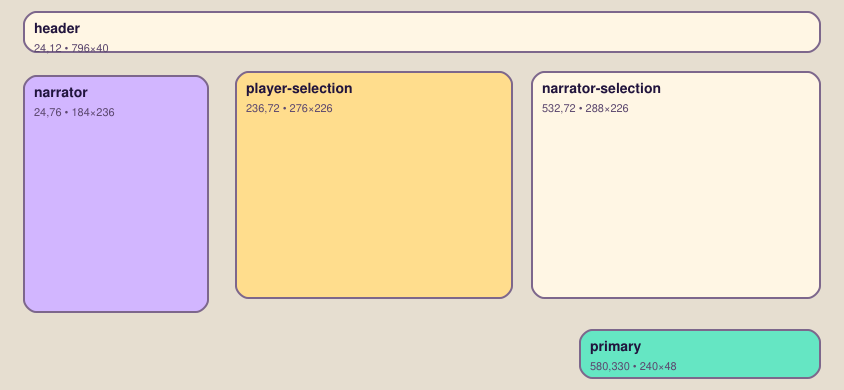 header
24,12 • 796×40
narrator
24,76 • 184×236
player-selection
236,72 • 276×226
narrator-selection
532,72 • 288×226
primary
580,330 • 240×48